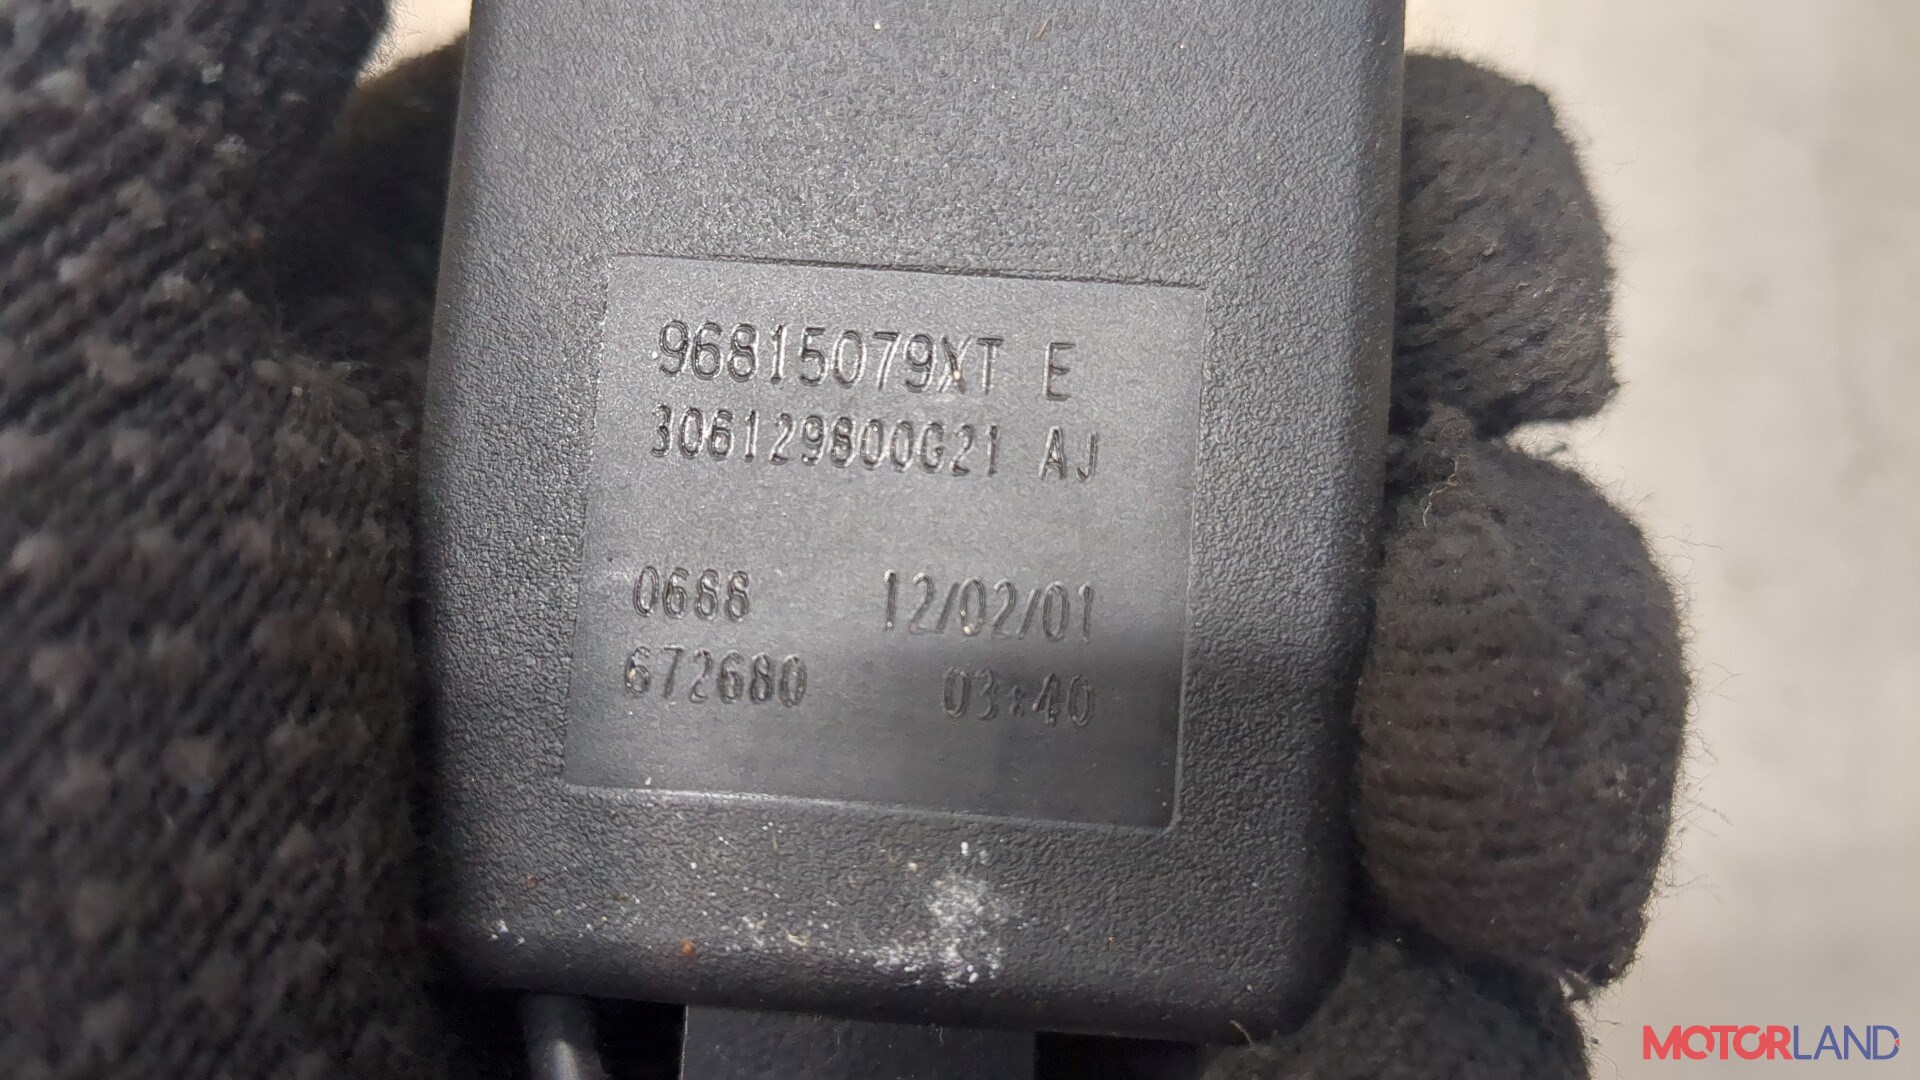 96815079XT E
306129800G21 AJ
0688 12/02/01
672680 03:40
MOTORLAND